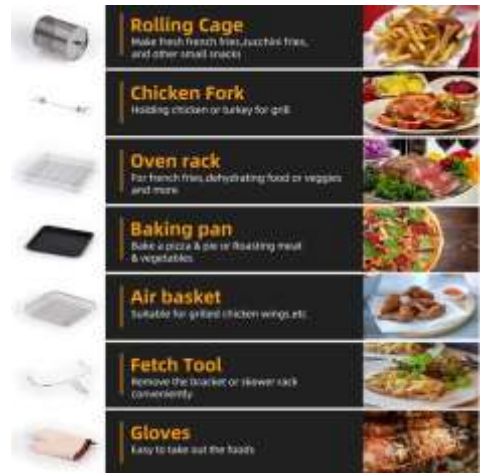 Rolling Cage
Make fresh french fries,zucchini fries,
and other small snacks
Chicken Fork
Holding chicken or turkey for grill
Oven rack
For french fries,dehydrating food or veggies
and more
Baking pan
Bake a pizza & pie or Roasting meat
& vegetables
Air basket
Suitable for grilled chicken wings,etc
Fetch Tool
Remove the bracket or skower rack
conveniently
Gloves
Easy to take out the foods